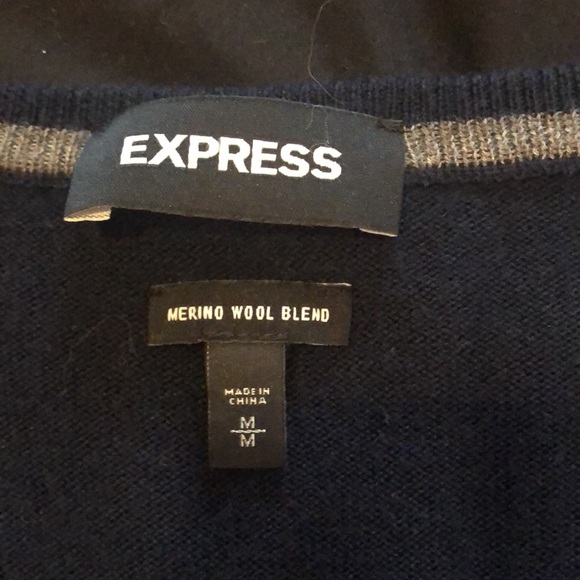 EXPRESS
MERINO WOOL BLEND
MADE IN
CHINA
M
M